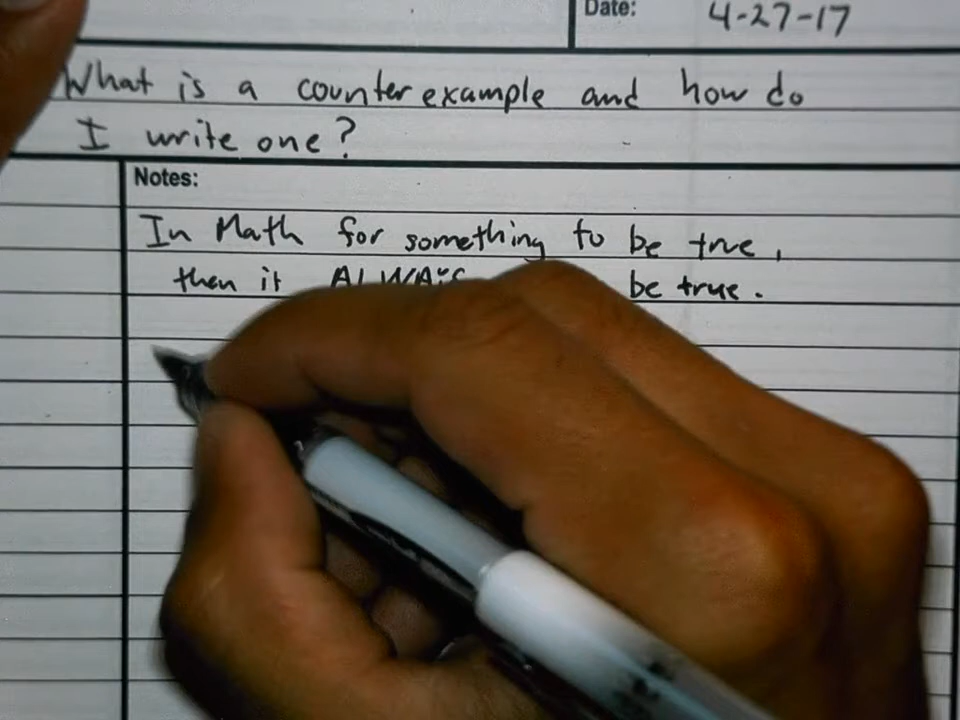 Date: 4-27-17
What is a counterexample and how do
I write one?
Notes:
In Math for something to be true,
then it ALWAYS be true.